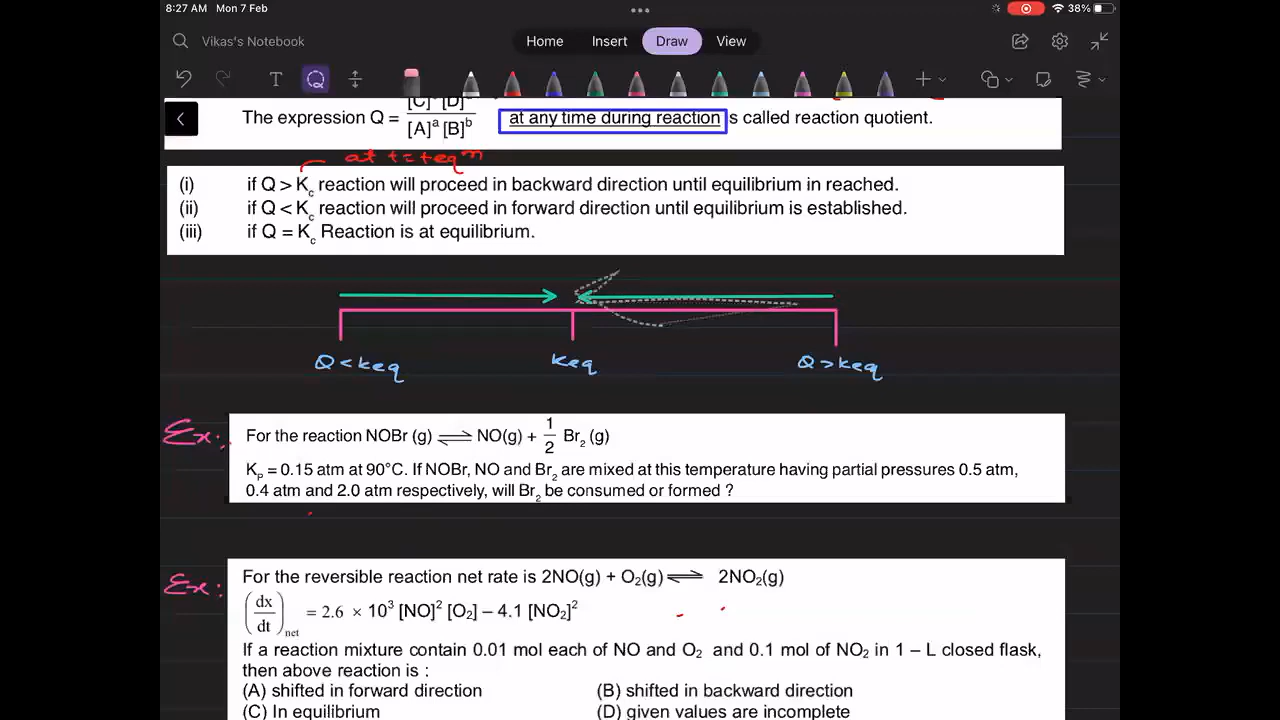 8:27 AM Mon 7 Feb
38%
Vikas's Notebook
Home Insert Draw View
[C] [D]
The expression Q = [A]ᵃ [B]ᵇ at any time during reaction s called reaction quotient.
at t = teqⁿ
(i) if Q > Kc reaction will proceed in backward direction until equilibrium in reached.
(ii) if Q < Kc reaction will proceed in forward direction until equilibrium is established.
(iii) if Q = Kc Reaction is at equilibrium.
Q < keq keq Q > keq
Ex:
For the reaction NOBr (g) ⇌ NO(g) + 1/2 Br₂ (g)
KP = 0.15 atm at 90°C. If NOBr, NO and Br₂ are mixed at this temperature having partial pressures 0.5 atm,
0.4 atm and 2.0 atm respectively, will Br₂ be consumed or formed ?
Ex:
For the reversible reaction net rate is 2NO(g) + O₂(g) ⇌ 2NO₂(g)
(dx/dt)net = 2.6 × 10³ [NO]² [O₂] – 4.1 [NO₂]²
If a reaction mixture contain 0.01 mol each of NO and O₂ and 0.1 mol of NO₂ in 1 – L closed flask,
then above reaction is :
(A) shifted in forward direction (B) shifted in backward direction
(C) In equilibrium (D) given values are incomplete